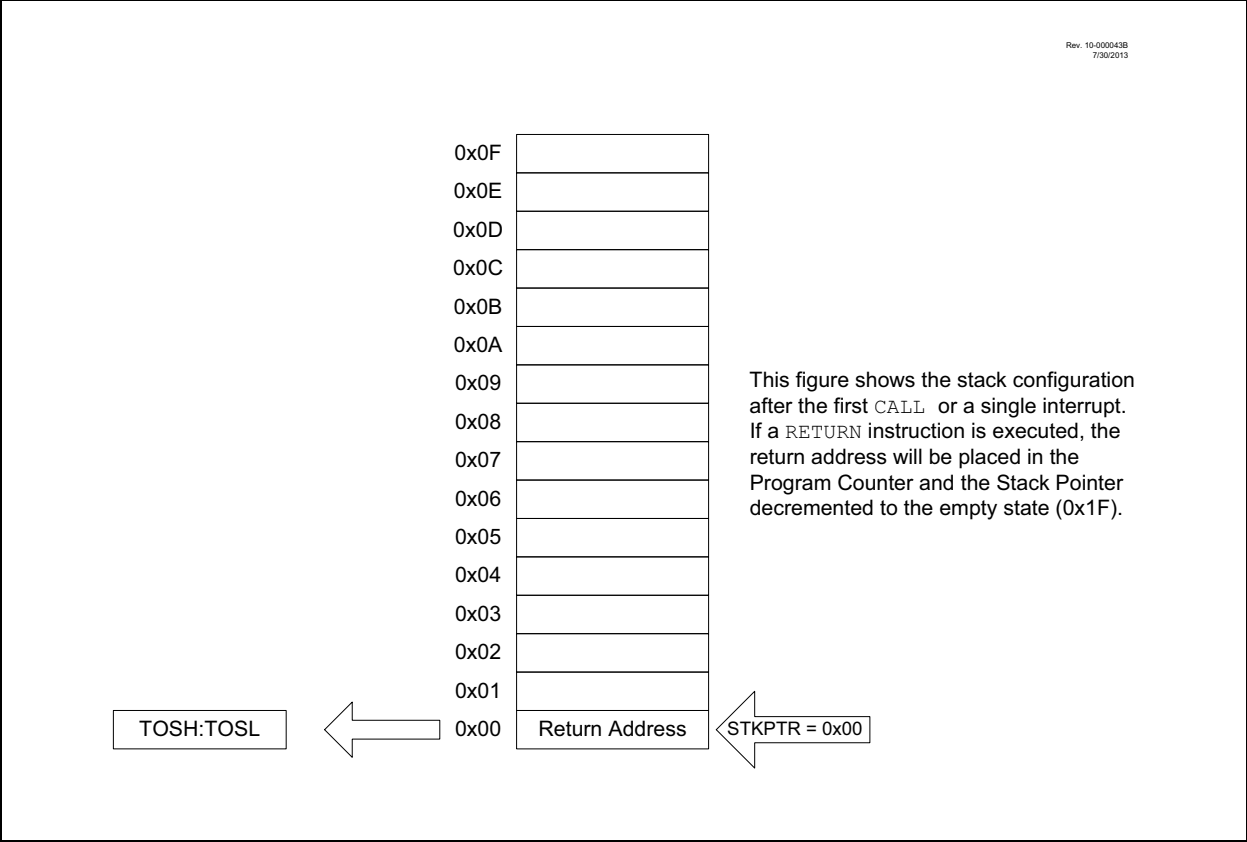 Rev. 10-000043B
7/30/2013
0x0F
0x0E
0x0D
0x0C
0x0B
0x0A
0x09
0x08
0x07
0x06
0x05
0x04
0x03
0x02
0x01
This figure shows the stack configuration
after the first CALL or a single interrupt.
If a RETURN instruction is executed, the
return address will be placed in the
Program Counter and the Stack Pointer
decremented to the empty state (0x1F).
TOSH:TOSL 0x00 Return Address STKPTR = 0x00